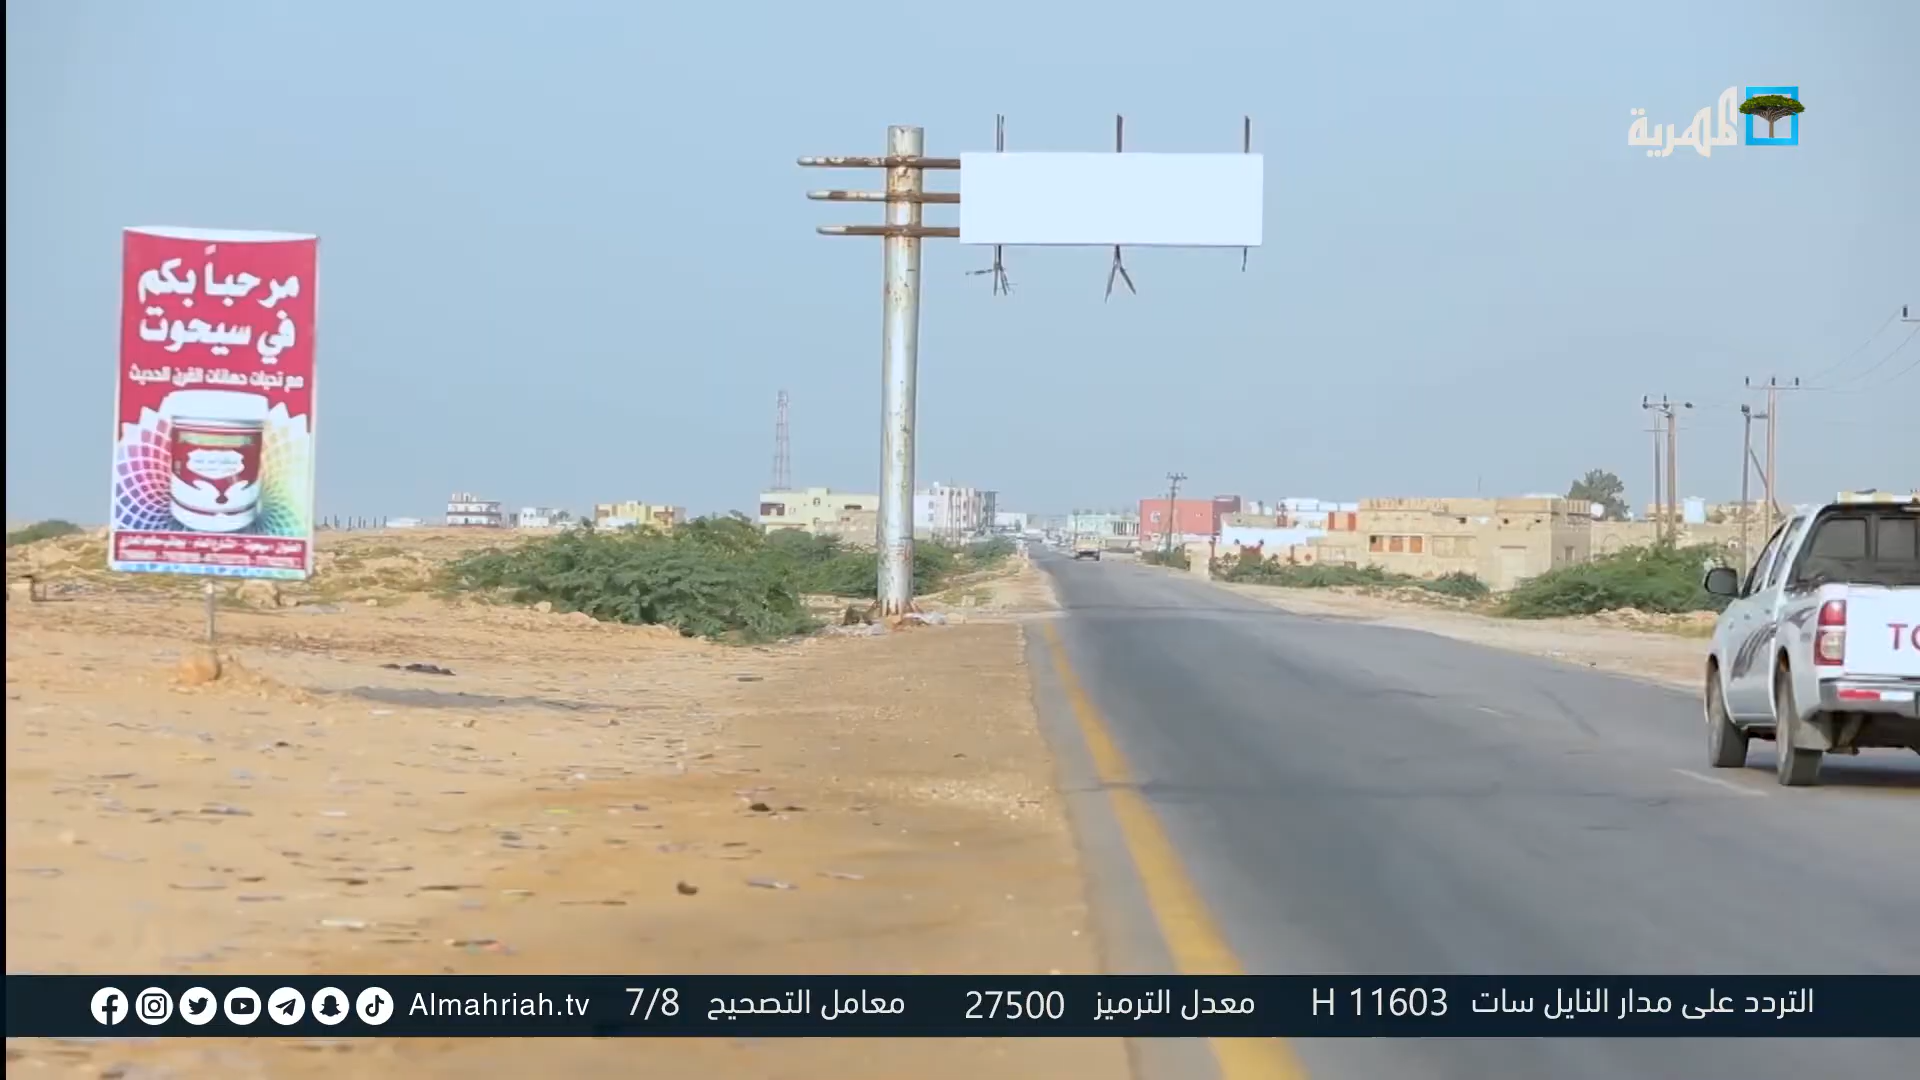 المهرية
مرحباً بكم
في سيحوت
مع تحيات دهانات القرن الحديث
TO
التردد على مدار النايل سات H 11603 معدل الترميز 27500 معامل التصحيح 7/8 Almahriah.tv